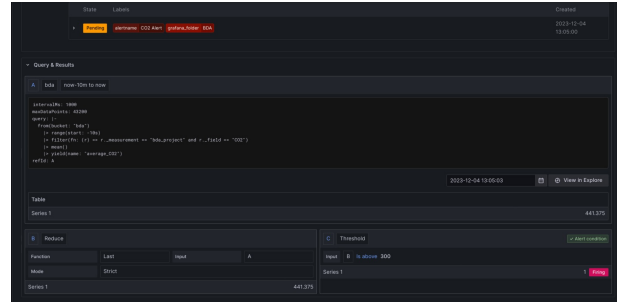 State Labels Created
Pending alertname CO2 Alert grafana_folder BDA 2023-12-04 13:05:00
Query & Results
A bda now-10m to now
intervalMs: 1000
maxDataPoints: 43200
query: |-
from(bucket: "bda")
|> range(start: -10s)
|> filter(fn: (r) => r._measurement == "bda_project" and r._field == "CO2")
|> mean()
|> yield(name: "average_CO2")
refId: A
2023-12-04 13:05:03 View in Explore
Table
Series 1 441.375
B Reduce
Function Last Input A
Mode Strict
Series 1 441.375
C Threshold Alert condition
Input B Is above 300
Series 1 1 Firing